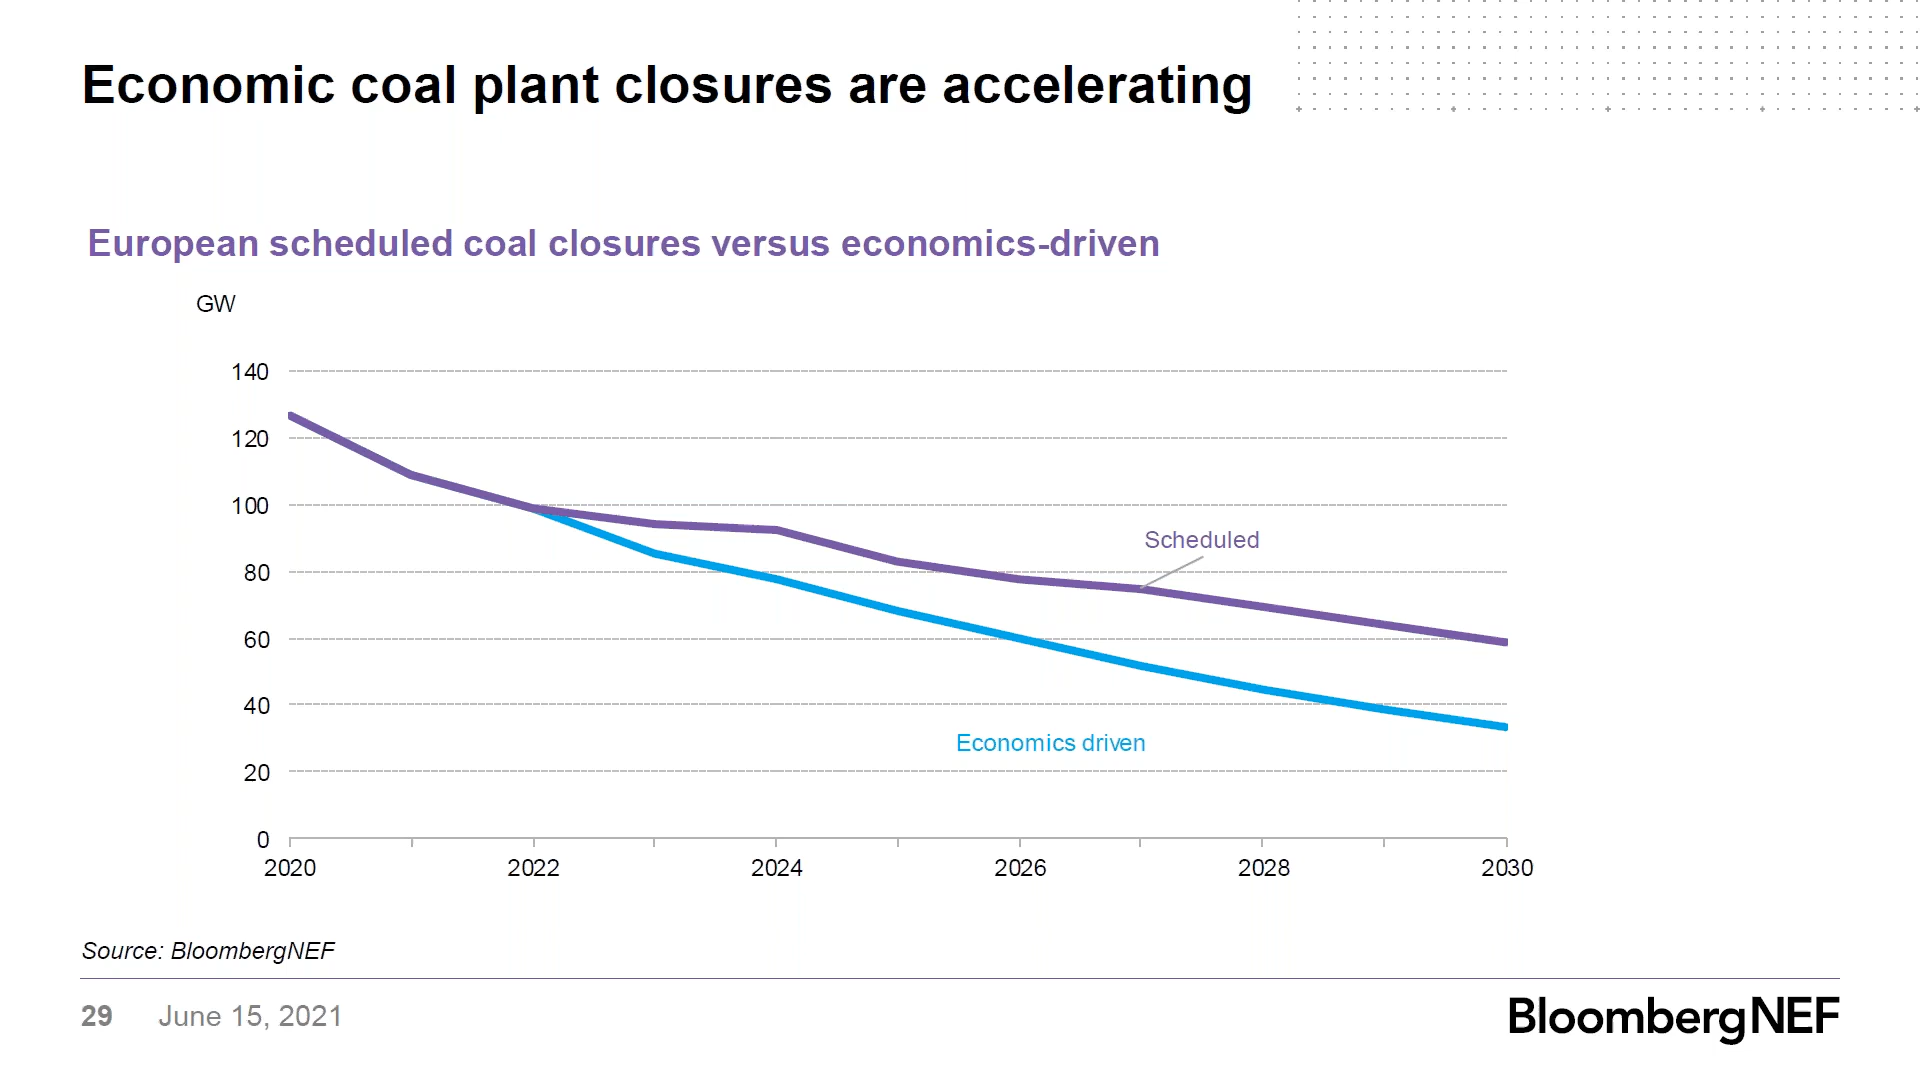 Economic coal plant closures are accelerating
European scheduled coal closures versus economics-driven
GW
140
120
100
80
60
40
20
0
Scheduled
Economics driven
2020 2022 2024 2026 2028 2030
Source: BloombergNEF
29 June 15, 2021
BloombergNEF